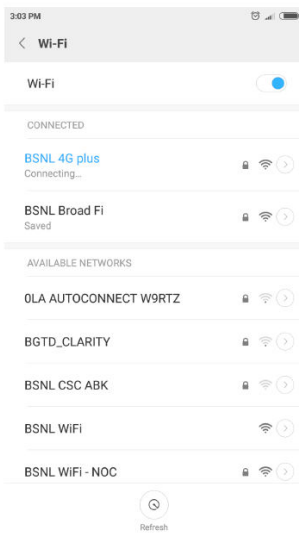 3:03 PM
Wi-Fi
Wi-Fi
CONNECTED
BSNL 4G plus
Connecting...
BSNL Broad Fi
Saved
AVAILABLE NETWORKS
0LA AUTOCONNECT W9RTZ
BGTD_CLARITY
BSNL CSC ABK
BSNL WiFi
BSNL WiFi - NOC
Refresh